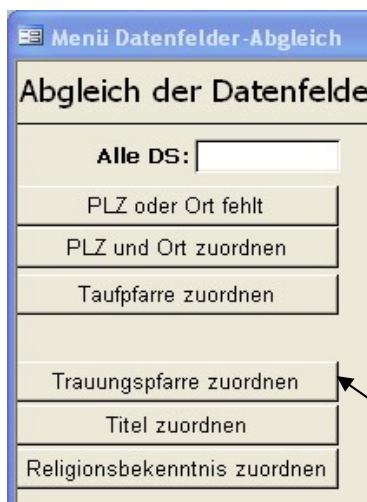 Menü Datenfelder-Abgleich
Abgleich der Datenfelde
Alle DS:
PLZ oder Ort fehlt
PLZ und Ort zuordnen
Taufpfarre zuordnen
Trauungspfarre zuordnen
Titel zuordnen
Religionsbekenntnis zuordnen